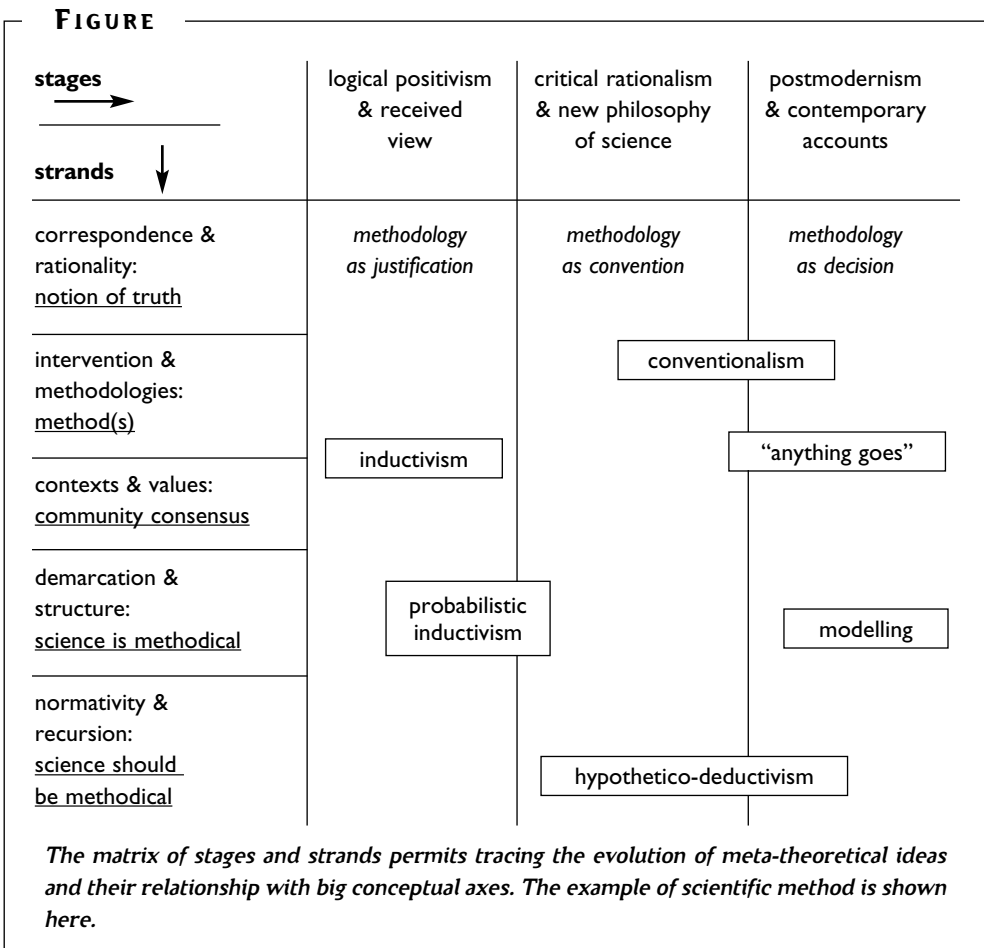 FIGURE
stages
logical positivism
& received
view
critical rationalism
& new philosophy
of science
postmodernism
& contemporary
accounts
strands
correspondence &
rationality:
notion of truth
methodology
as justification
methodology
as convention
methodology
as decision
intervention &
methodologies:
method(s)
conventionalism
inductivism
“anything goes”
contexts & values:
community consensus
demarcation &
structure:
science is methodical
probabilistic
inductivism
modelling
normativity &
recursion:
science should
be methodical
hypothetico-deductivism
The matrix of stages and strands permits tracing the evolution of meta-theoretical ideas
and their relationship with big conceptual axes. The example of scientific method is shown
here.